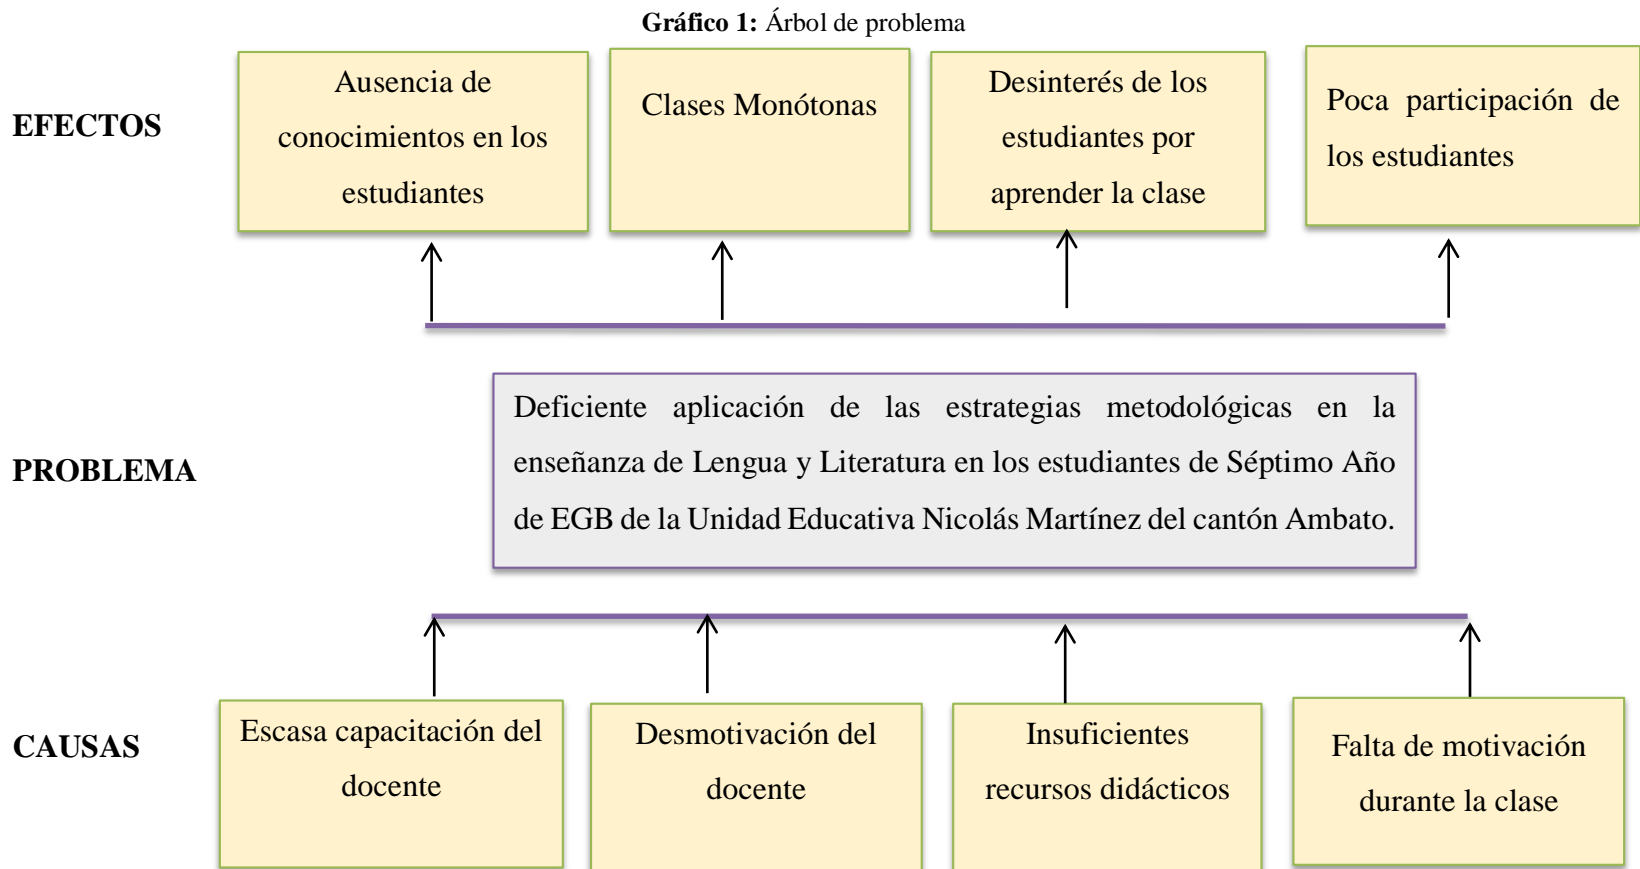 Gráfico 1: Árbol de problema
EFECTOS
Ausencia de
conocimientos en los
estudiantes
Clases Monótonas
Desinterés de los
estudiantes por
aprender la clase
Poca participación de
los estudiantes
PROBLEMA
Deficiente aplicación de las estrategias metodológicas en la
enseñanza de Lengua y Literatura en los estudiantes de Séptimo Año
de EGB de la Unidad Educativa Nicolás Martínez del cantón Ambato.
CAUSAS
Escasa capacitación del
docente
Desmotivación del
docente
Insuficientes
recursos didácticos
Falta de motivación
durante la clase